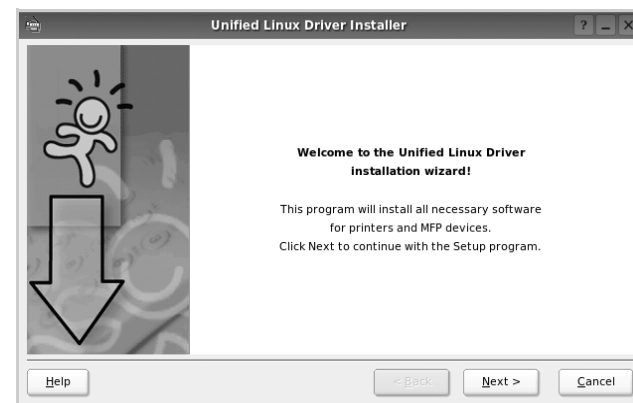 Unified Linux Driver Installer
Welcome to the Unified Linux Driver
installation wizard!
This program will install all necessary software
for printers and MFP devices.
Click Next to continue with the Setup program.
Help
< Back
Next >
Cancel